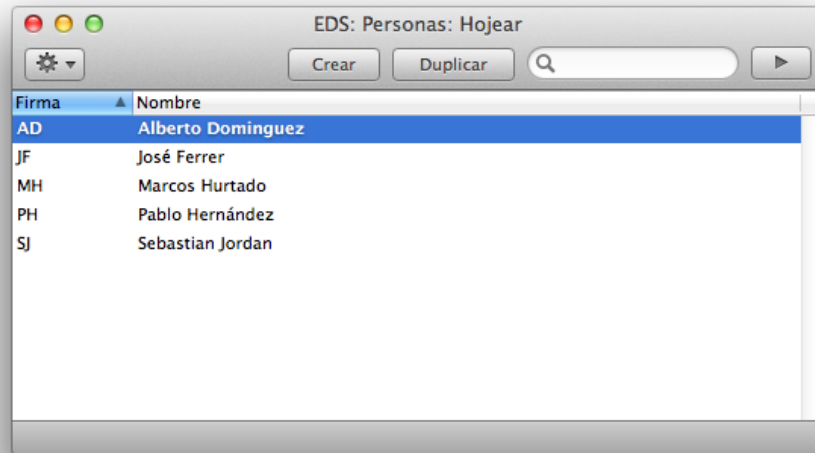 EDS: Personas: Hojear
Crear Duplicar
Firma Nombre
AD Alberto Dominguez
JF José Ferrer
MH Marcos Hurtado
PH Pablo Hernández
SJ Sebastian Jordan